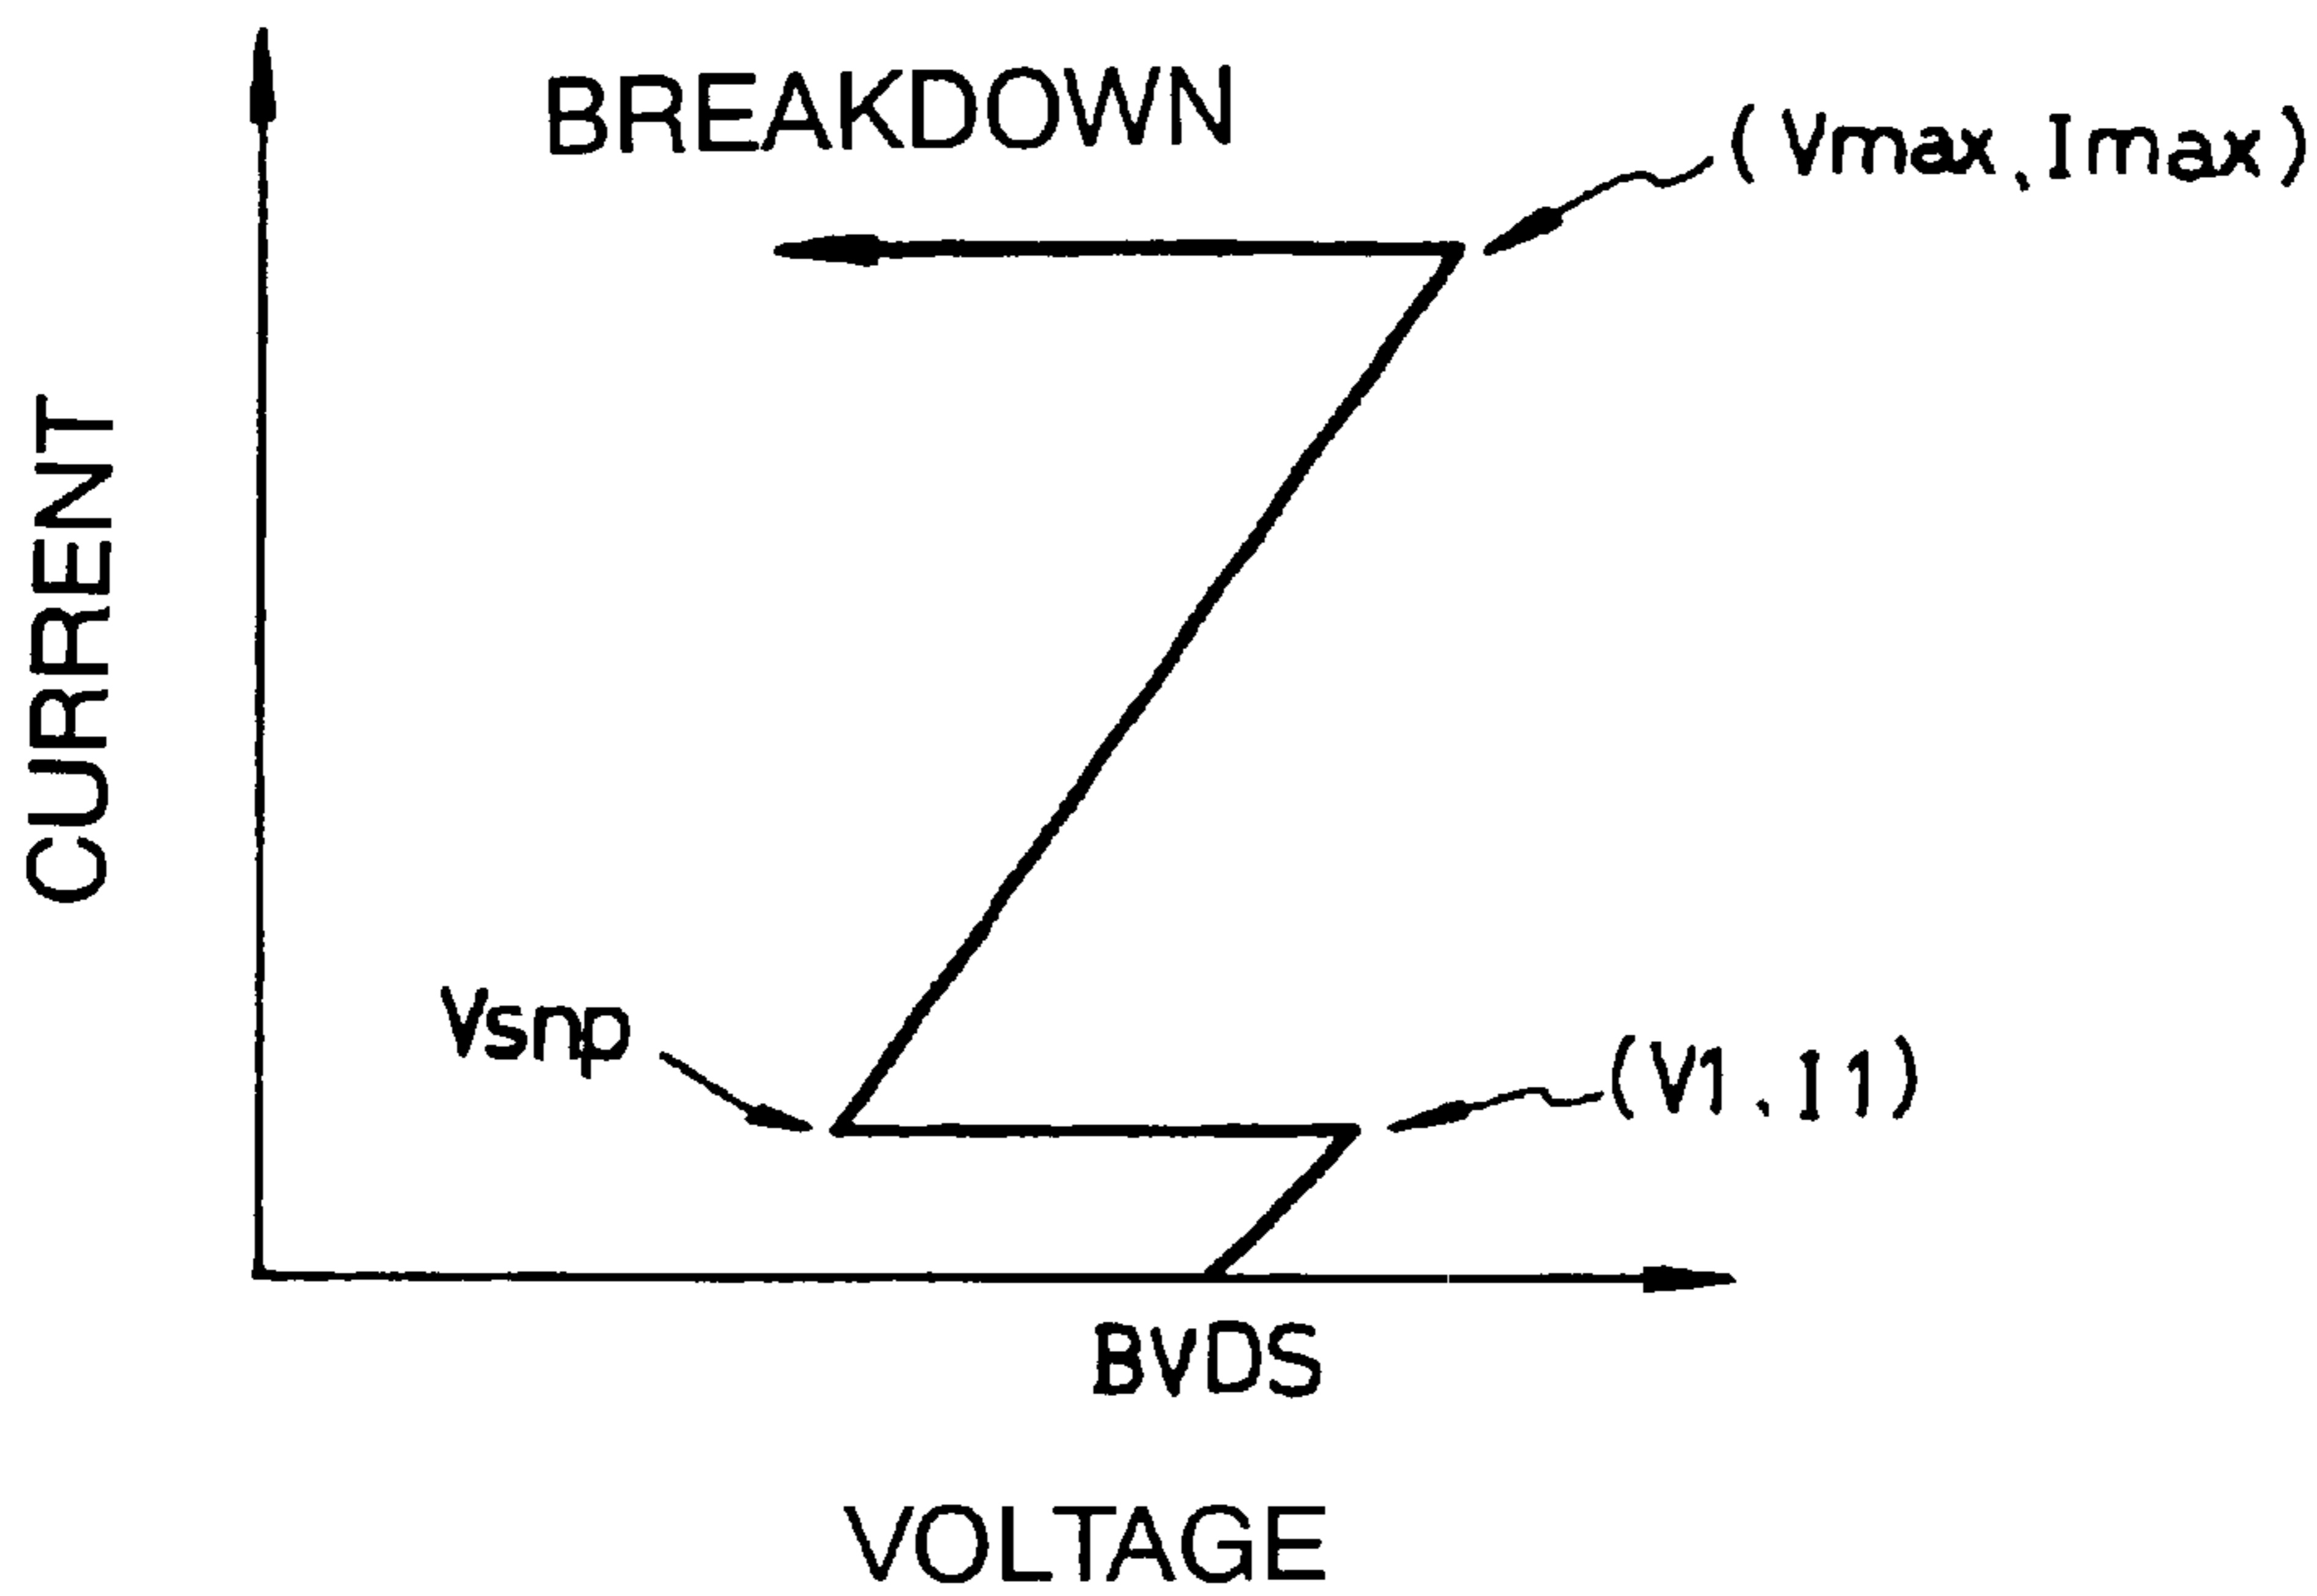 BREAKDOWN
(Vmax,Imax)
CURRENT
Vsnp
(V1,I1)
BVDS
VOLTAGE